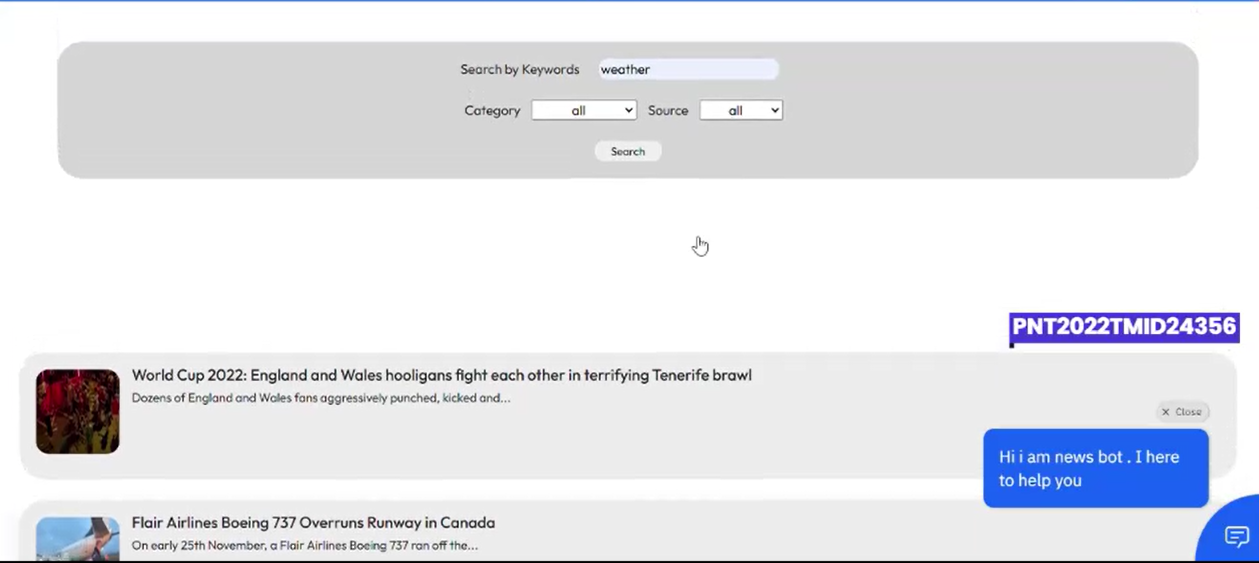 Search by Keywords weather
Category all Source all
Search
PNT2022TMID24356
World Cup 2022: England and Wales hooligans fight each other in terrifying Tenerife brawl
Dozens of England and Wales fans aggressively punched, kicked and...
× Close
Hi i am news bot . I here
to help you
Flair Airlines Boeing 737 Overruns Runway in Canada
On early 25th November, a Flair Airlines Boeing 737 ran off the...